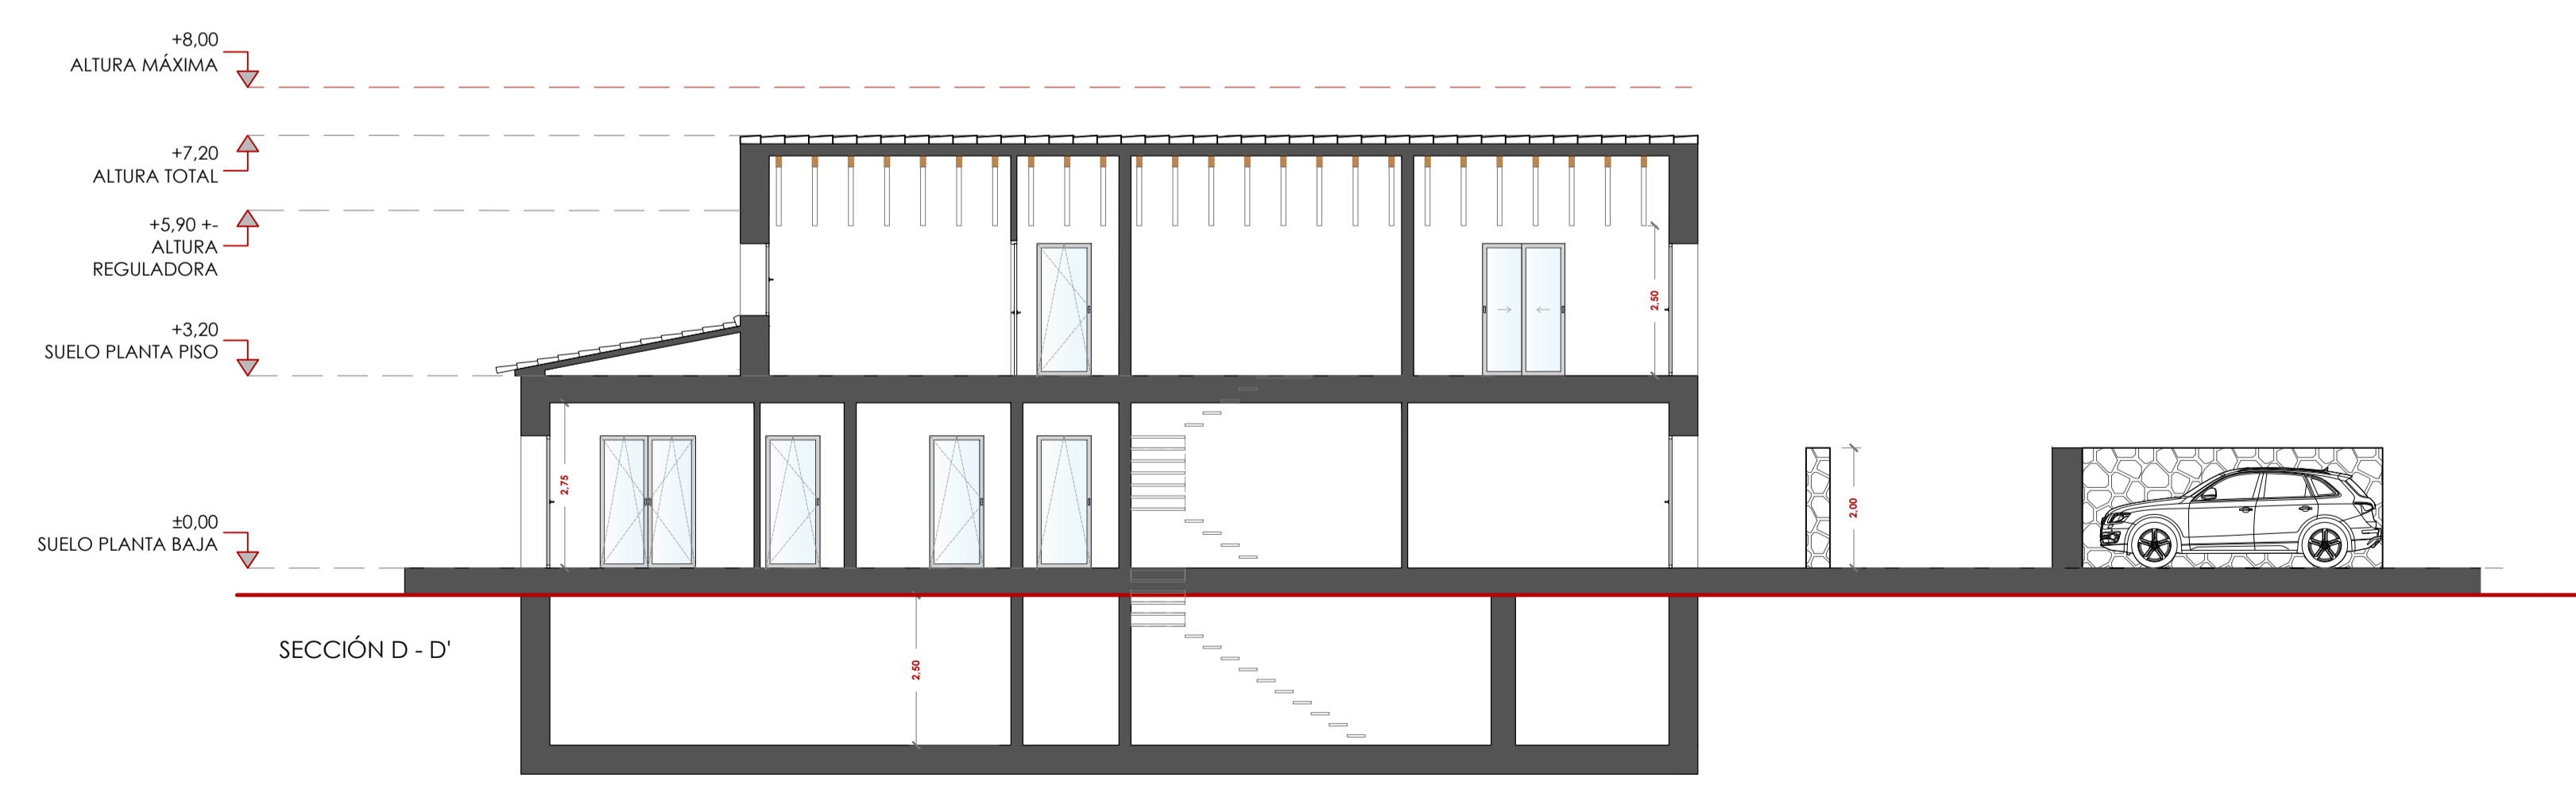 +8,00
ALTURA MÁXIMA
+7,20
ALTURA TOTAL
+5,90 +-
ALTURA
REGULADORA
+3,20
SUELO PLANTA PISO
±0,00
SUELO PLANTA BAJA
2,50
2,75
2,00
SECCIÓN D - D'
2,50